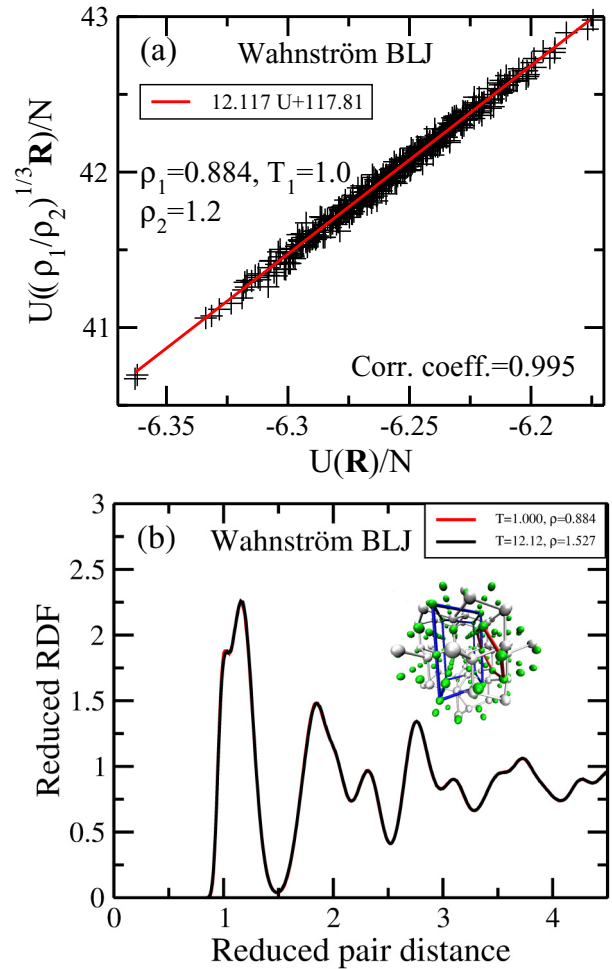 (a)
Wahnström BLJ
12.117 U+117.81
ρ₁=0.884, T₁=1.0
ρ₂=1.2
Corr. coeff.=0.995
43
42
41
U((ρ₁/ρ₂)^{1/3}R)/N
-6.35
-6.3
-6.25
-6.2
U(R)/N
(b)
Wahnström BLJ
T=1.000, ρ=0.884
T=12.12, ρ=1.527
3
2.5
2
1.5
1
0.5
0
Reduced RDF
0
1
2
3
4
Reduced pair distance